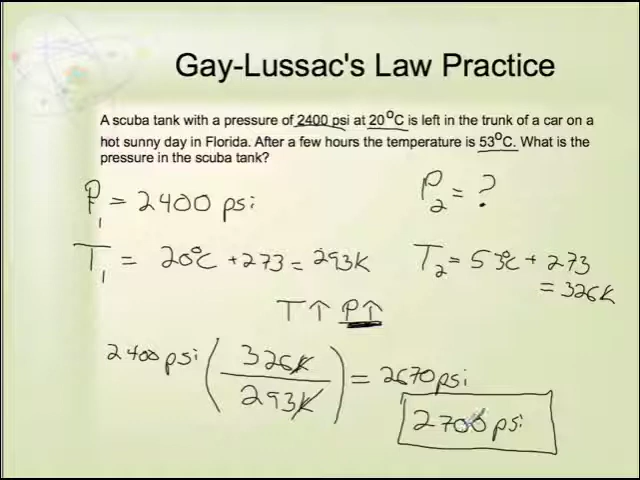 Gay-Lussac's Law Practice
A scuba tank with a pressure of 2400 psi at 20⁰C is left in the trunk of a car on a
hot sunny day in Florida. After a few hours the temperature is 53⁰C. What is the
pressure in the scuba tank?
P₁ = 2400 psi
P₂ = ?
T₁ = 20°C + 273 = 293K
T₂ = 53°C + 273
= 326K
T↑ P↑
2400 psi (326K / 293K) = 2670 psi
2700 psi